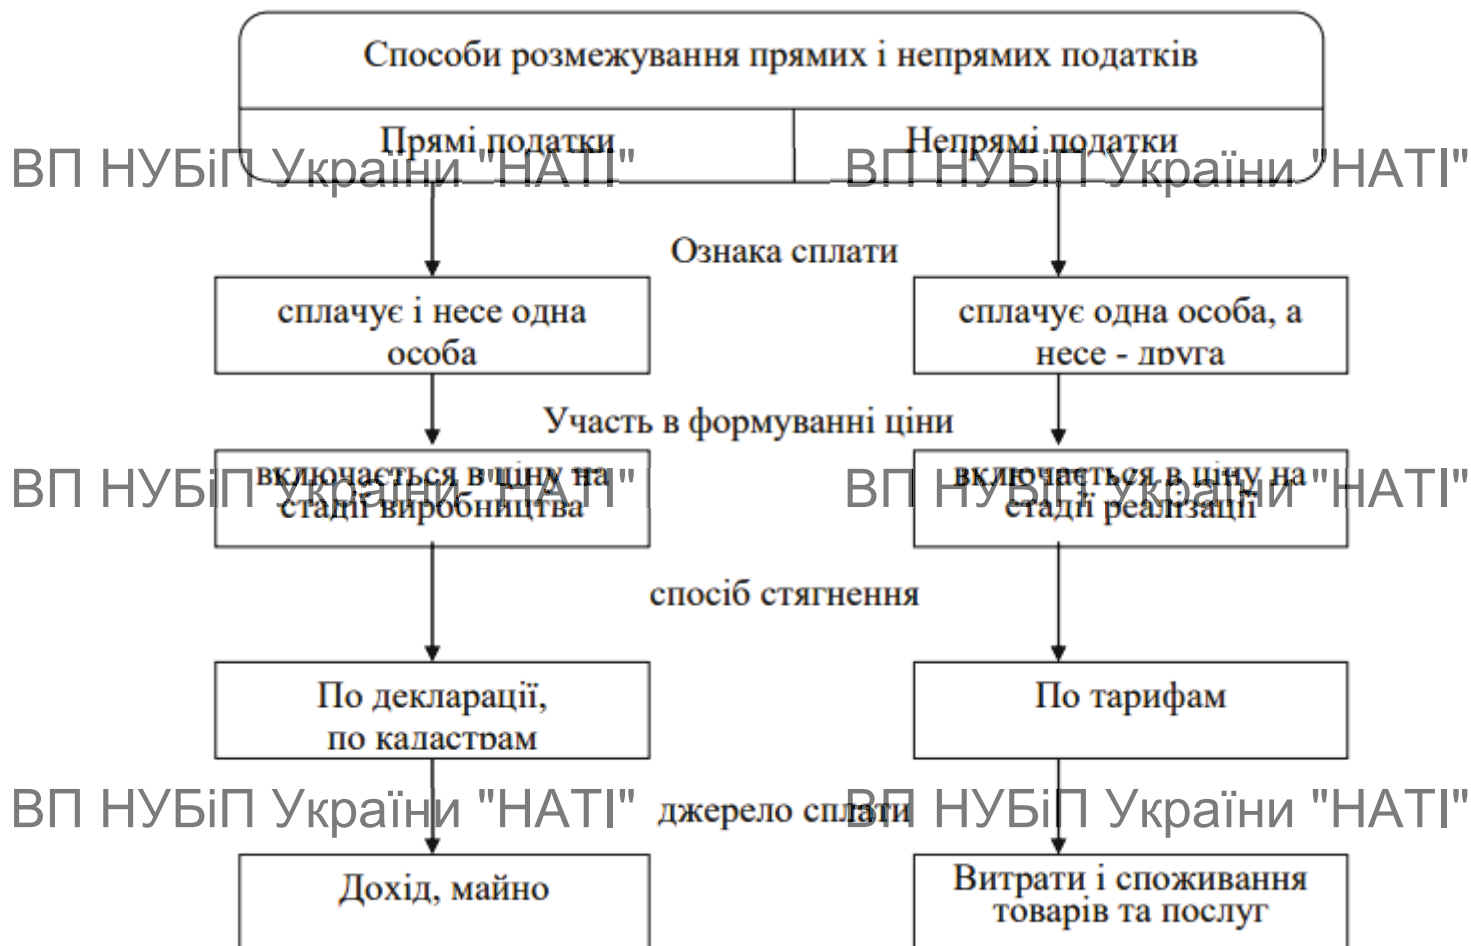 Способи розмежування прямих і непрямих податків
Прямі податки
Непрямі податки
ВП НУБіП України "НАТІ"
ВП НУБіП України "НАТІ"
Ознака сплати
сплачує і несе одна
особа
сплачує одна особа, а
несе - друга
Участь в формуванні ціни
включається в ціну на
стадії виробництва
включається в ціну на
стадії реалізації
ВП НУБіП України "НАТІ"
ВП НУБіП України "НАТІ"
спосіб стягнення
По декларації,
по кадастрам
По тарифам
ВП НУБіП України "НАТІ"
джерело сплати
ВП НУБіП України "НАТІ"
Дохід, майно
Витрати і споживання
товарів та послуг